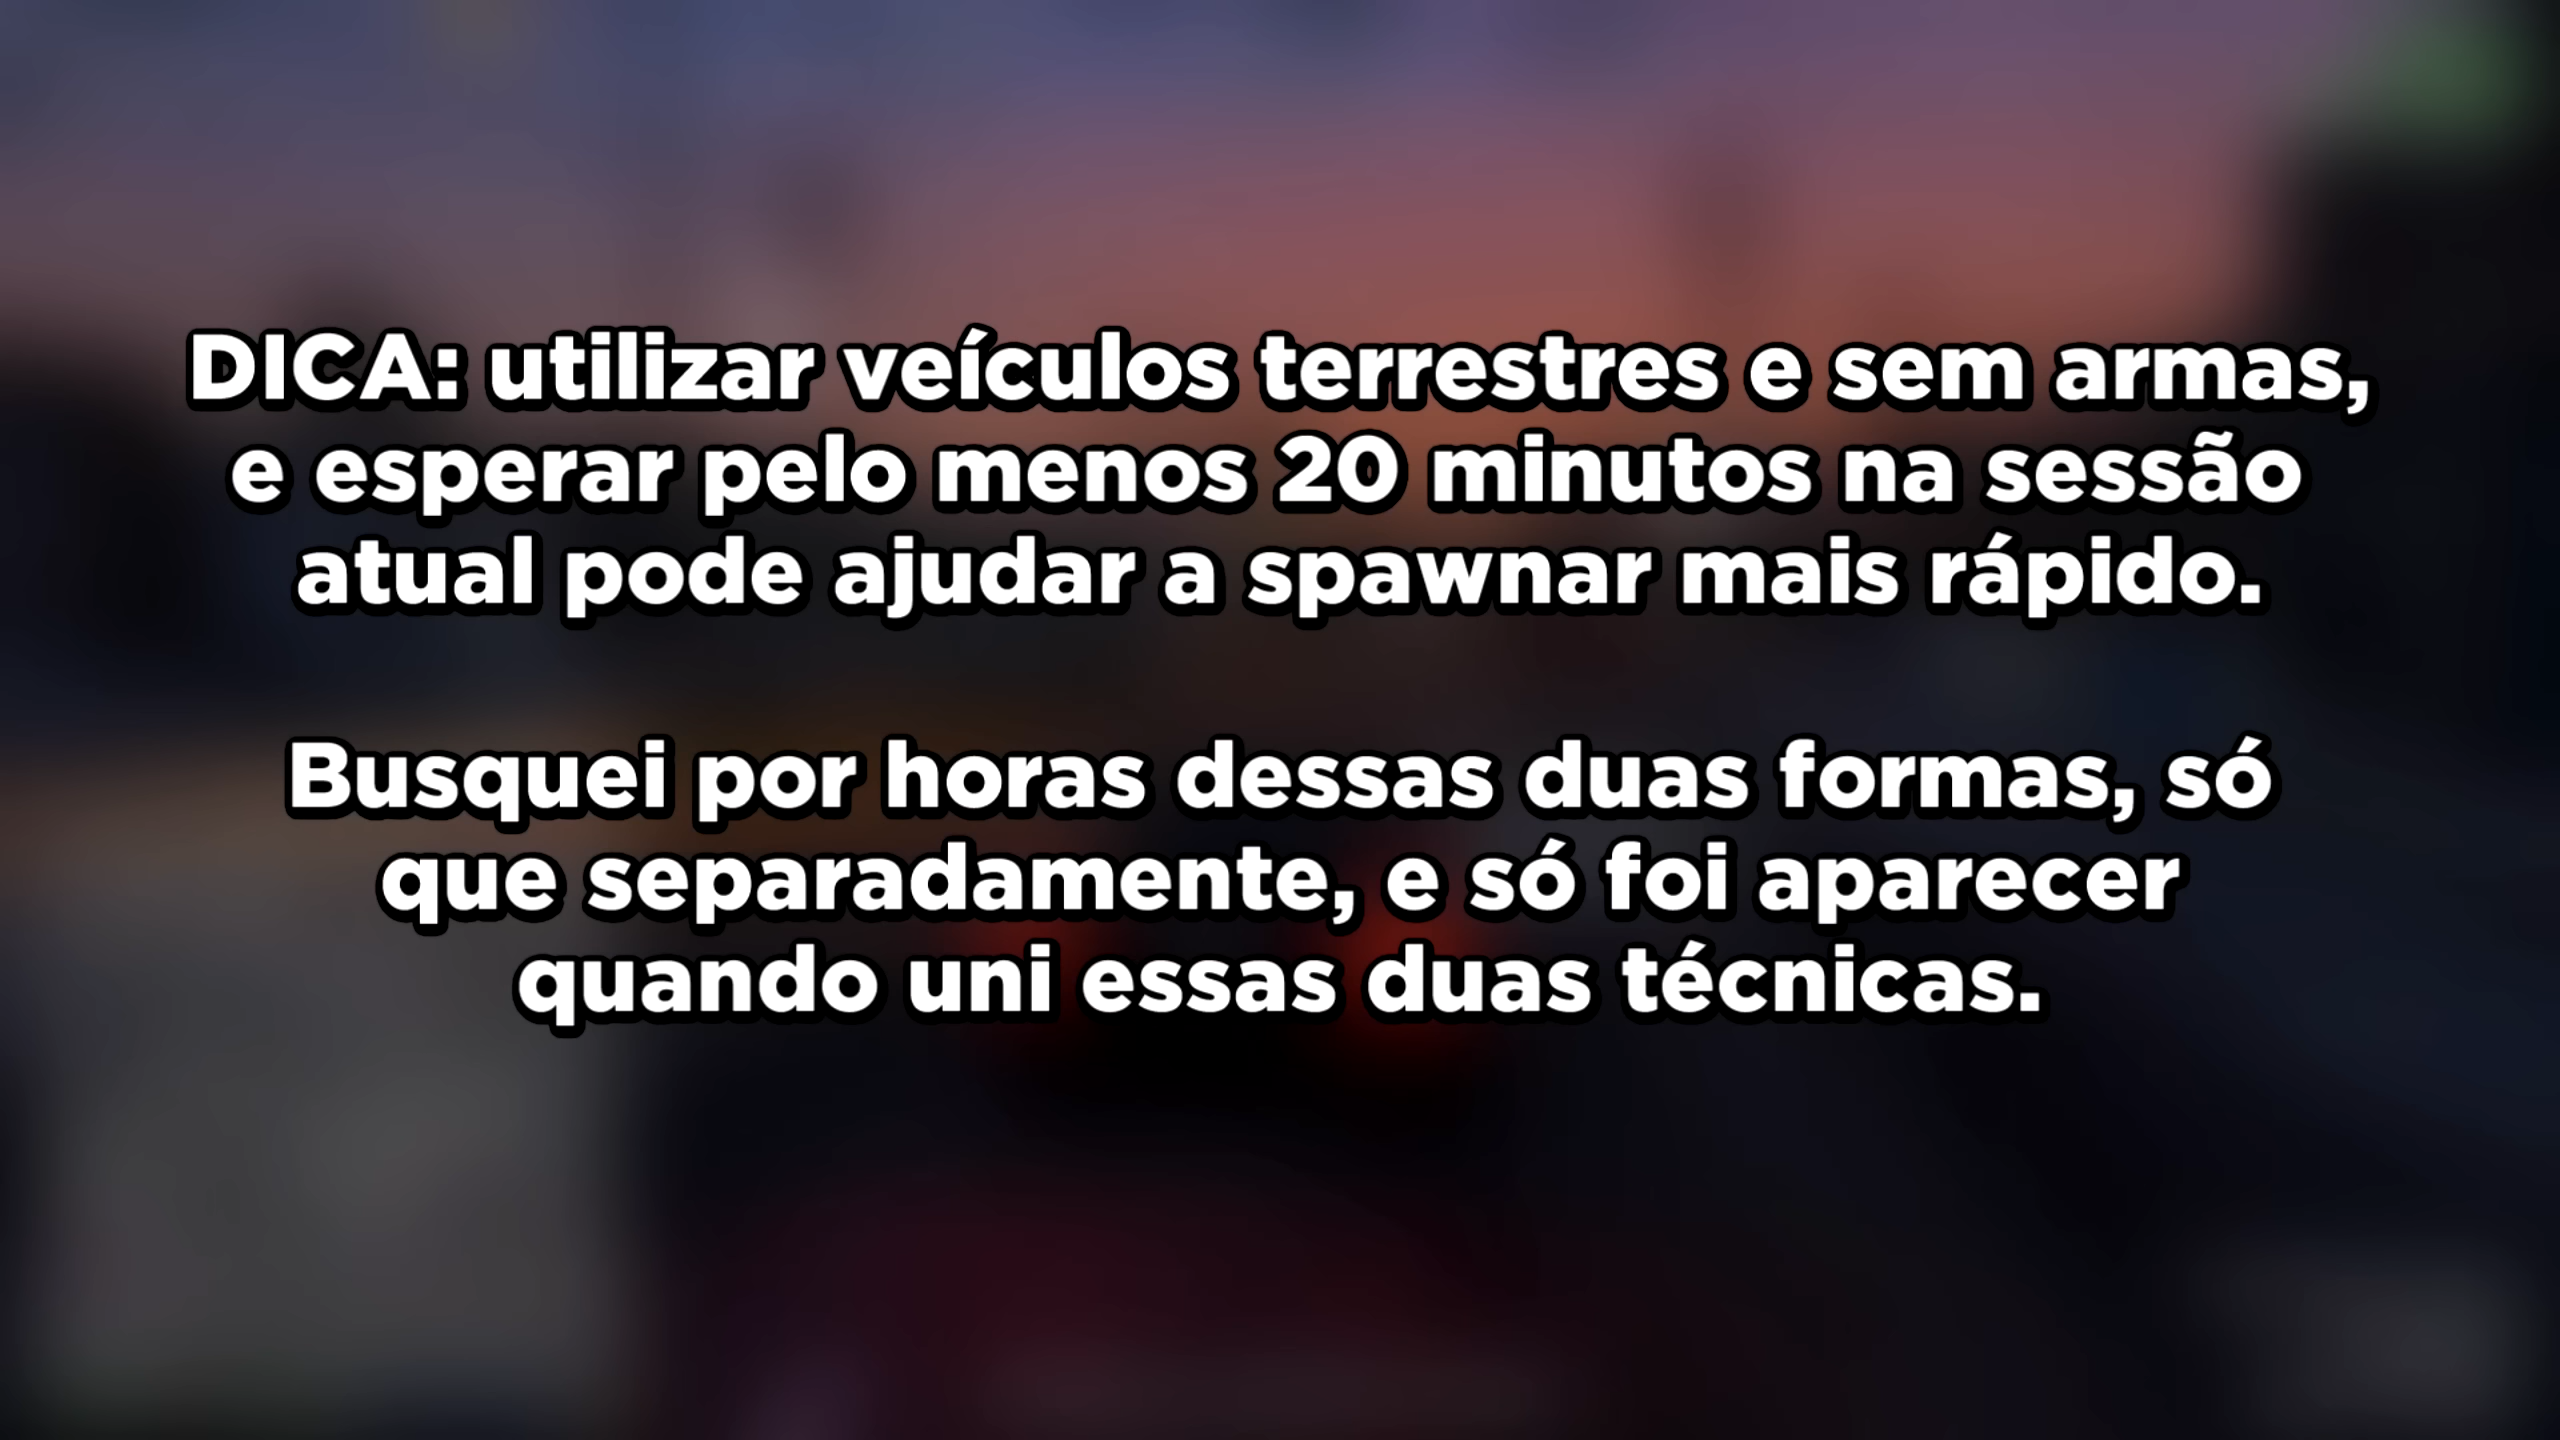 DICA: utilizar veículos terrestres e sem armas,
e esperar pelo menos 20 minutos na sessão
atual pode ajudar a spawnar mais rápido.
Busquei por horas dessas duas formas, só
que separadamente, e só foi aparecer
quando uni essas duas técnicas.